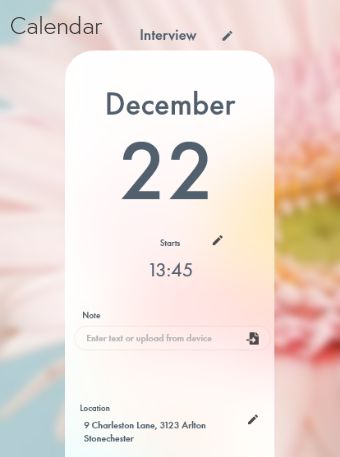 Calendar
Interview
December
22
Starts
13:45
Note
Enter text or upload from device
Location
9 Charleston Lane, 3123 Arlton
Stonechester